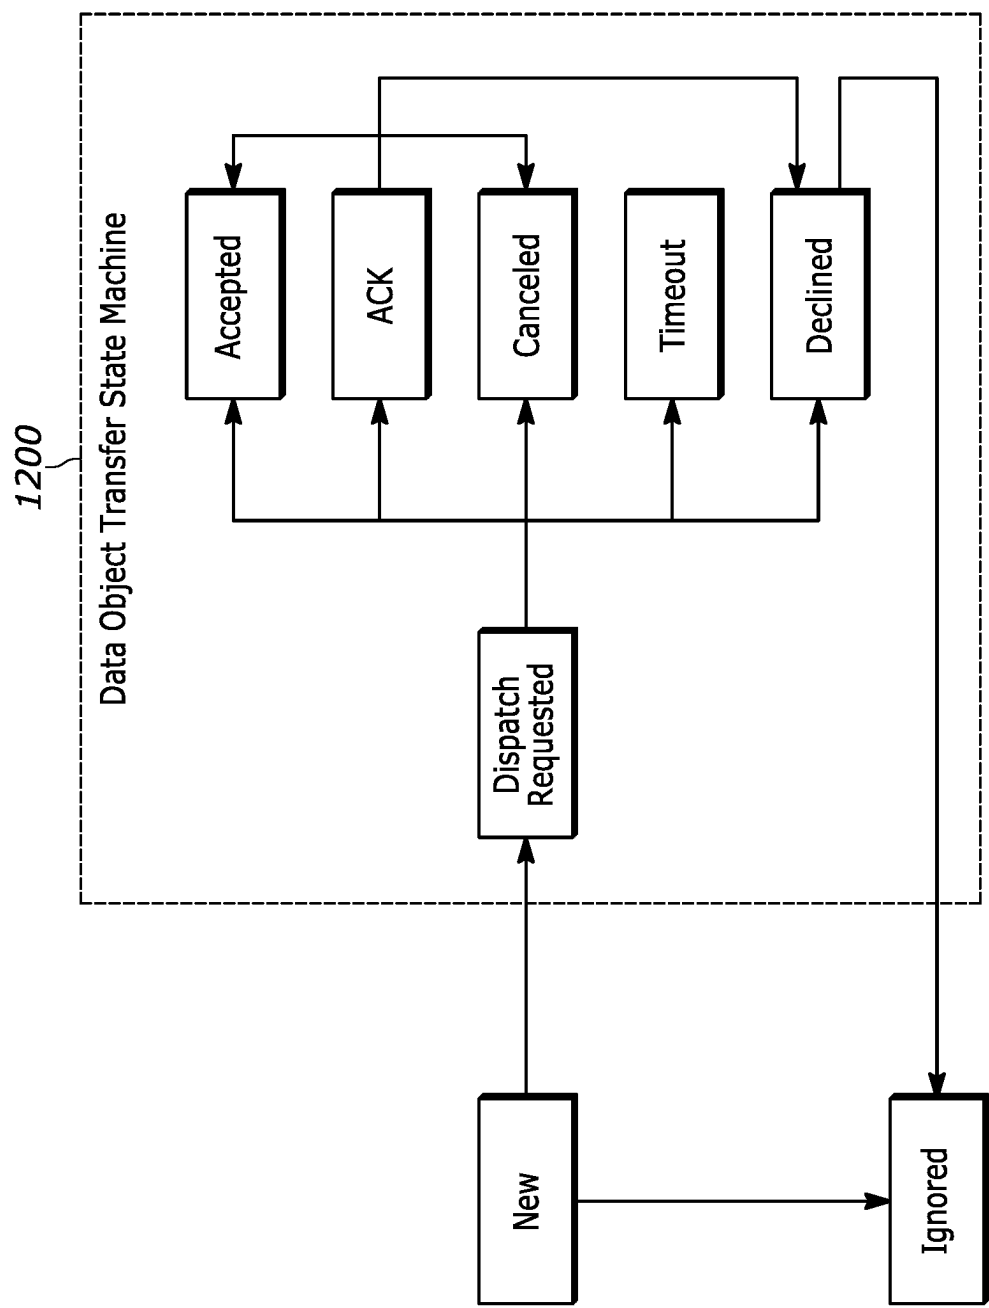 1200
Data Object Transfer State Machine
New
Dispatch
Requested
Accepted
ACK
Canceled
Timeout
Declined
Ignored